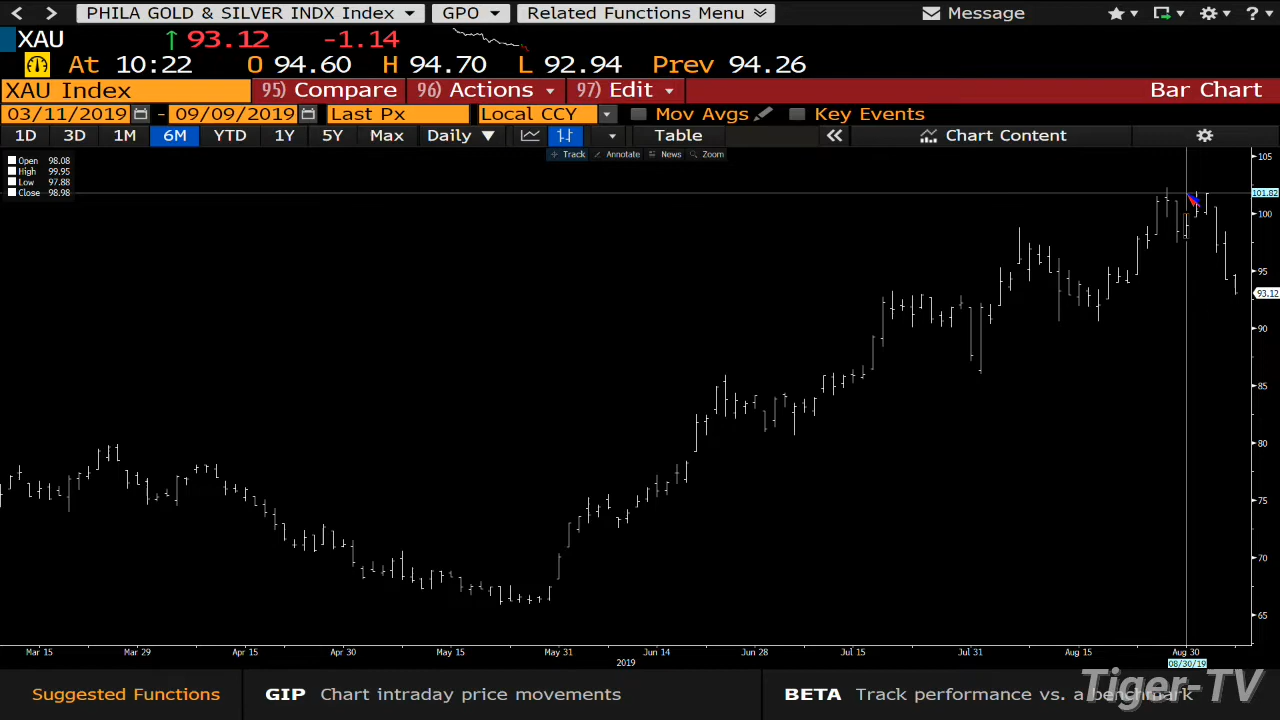 PHILA GOLD & SILVER INDX Index GPO Related Functions Menu Message ?
XAU 93.12 -1.14
At 10:22 O 94.60 H 94.70 L 92.94 Prev 94.26
XAU Index 95) Compare 96) Actions 97) Edit Bar Chart
03/11/2019 - 09/09/2019 Last Px Local CCY Mov Avgs Key Events
1D 3D 1M 6M YTD 1Y 5Y Max Daily Table Chart Content
Track Annotate News Zoom
Open 98.08
High 99.95
Low 97.88
Close 98.98
105
101.82
100
95
93.12
90
85
80
75
70
65
Mar 15 Mar 29 Apr 15 Apr 30 May 15 May 31 Jun 14 Jun 28 Jul 15 Jul 31 Aug 15 Aug 30
2019 08/30/19
Suggested Functions GIP Chart intraday price movements BETA Track performance vs. a benchmark
Tiger-TV